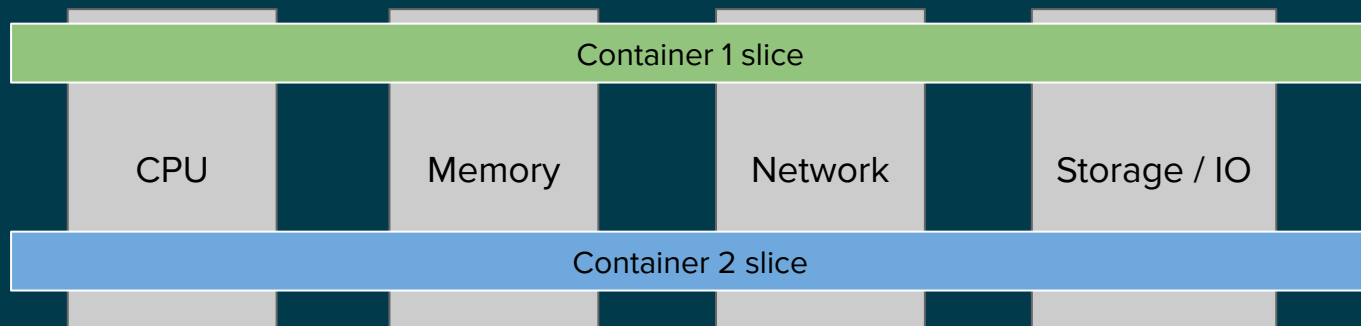 Container 1 slice
CPU
Memory
Network
Storage / IO
Container 2 slice